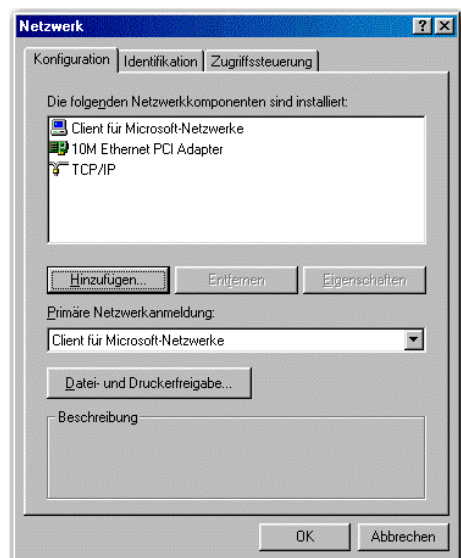 Netzwerk
Konfiguration Identifikation Zugriffssteuerung
Die folgenden Netzwerkkomponenten sind installiert:
Client für Microsoft-Netzwerke
10M Ethernet PCI Adapter
TCP/IP
Hinzufügen... Entfernen Eigenschaften
Primäre Netzwerkanmeldung:
Client für Microsoft-Netzwerke
Datei- und Druckerfreigabe...
Beschreibung
OK Abbrechen